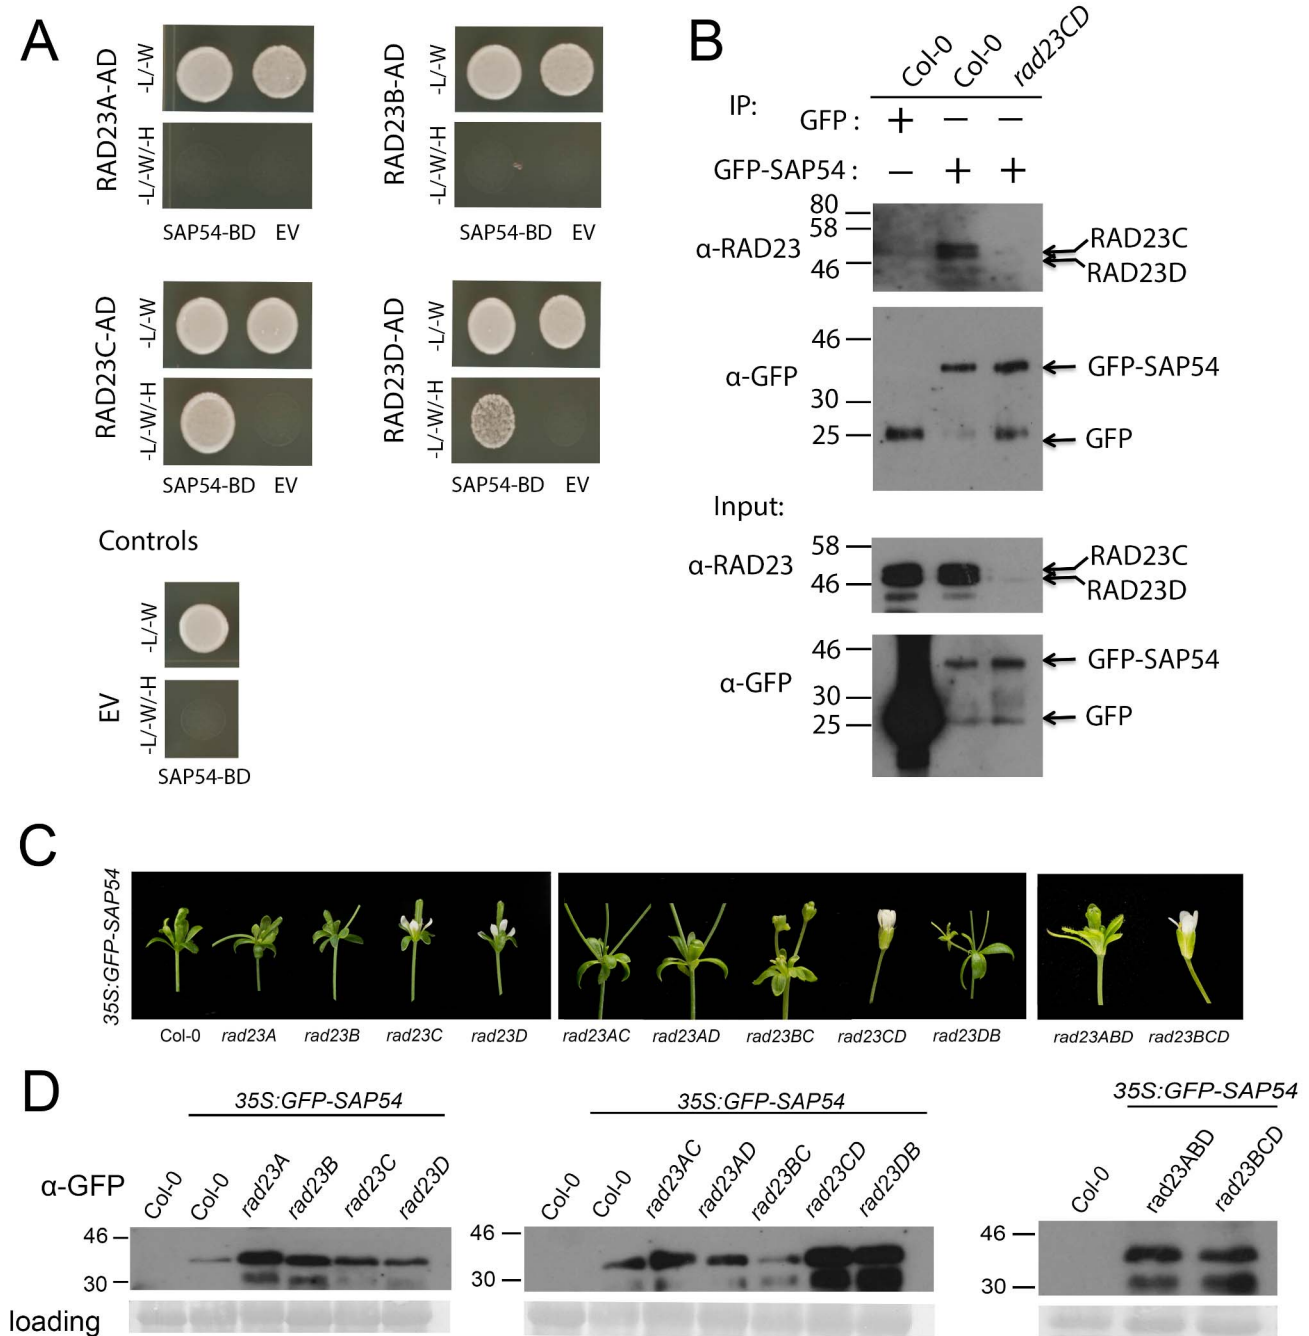 A
RAD23A-AD
-L/-W
-L/-W/-H
SAP54-BD EV
RAD23B-AD
-L/-W
-L/-W/-H
SAP54-BD EV
RAD23C-AD
-L/-W
-L/-W/-H
SAP54-BD EV
RAD23D-AD
-L/-W
-L/-W/-H
SAP54-BD EV
Controls
EV
-L/-W
-L/-W/-H
SAP54-BD
B
Col-0 Col-0 rad23CD
IP:
GFP : + − −
GFP-SAP54 : − + +
α-RAD23
80
58
46
RAD23C
RAD23D
α-GFP
46
30
25
GFP-SAP54
GFP
Input:
α-RAD23
58
46
RAD23C
RAD23D
α-GFP
46
30
25
GFP-SAP54
GFP
C
35S:GFP-SAP54
Col-0 rad23A rad23B rad23C rad23D rad23AC rad23AD rad23BC rad23CD rad23DB rad23ABD rad23BCD
D
35S:GFP-SAP54 35S:GFP-SAP54 35S:GFP-SAP54
α-GFP
Col-0 Col-0 rad23A rad23B rad23C rad23D
46
30
Col-0 Col-0 rad23AC rad23AD rad23BC rad23CD rad23DB
46
30
Col-0 rad23ABD rad23BCD
46
30
loading